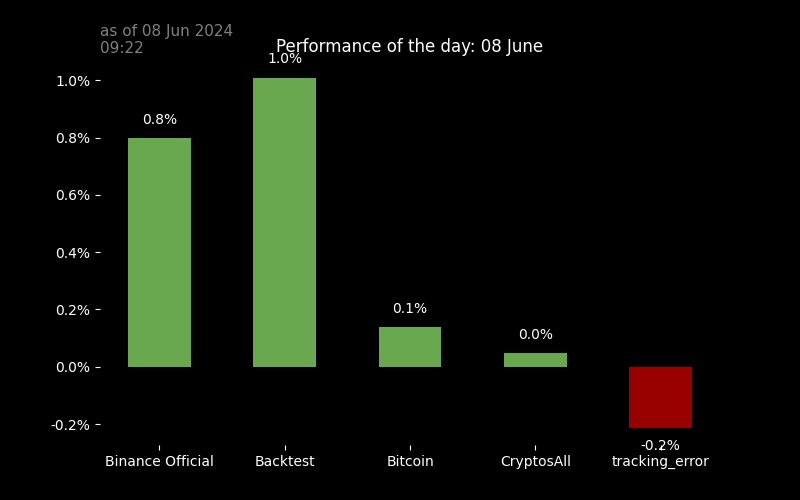 as of 08 Jun 2024
09:22
Performance of the day: 08 June
1.0%
1.0%
0.8%
0.8%
0.6%
0.4%
0.2%
0.1%
0.0%
0.0%
-0.2%
-0.2%
Binance Official
Backtest
Bitcoin
CryptosAll
tracking_error